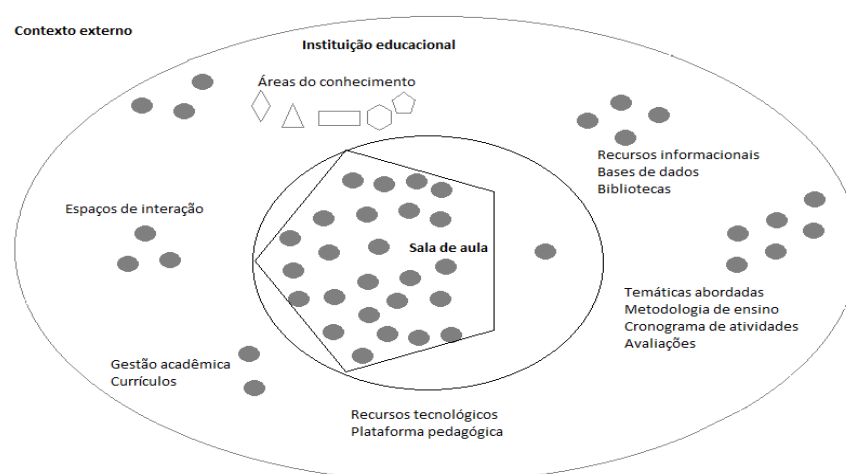 Contexto externo
Instituição educacional
Áreas do conhecimento
Recursos informacionais
Bases de dados
Bibliotecas
Espaços de interação
Sala de aula
Temáticas abordadas
Metodologia de ensino
Cronograma de atividades
Avaliações
Gestão acadêmica
Currículos
Recursos tecnológicos
Plataforma pedagógica